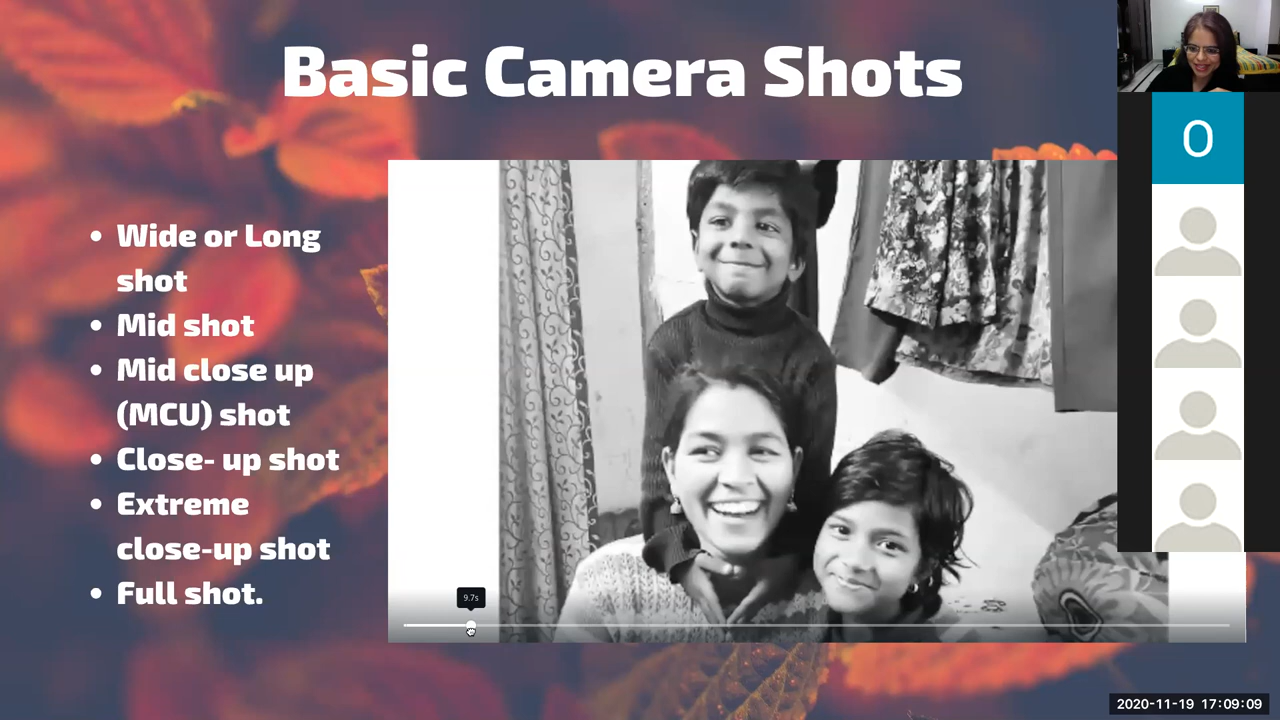 Basic Camera Shots
O
• Wide or Long
shot
• Mid shot
• Mid close up
(MCU) shot
• Close- up shot
• Extreme
close-up shot
• Full shot.
9.7s
2020-11-19 17:09:09